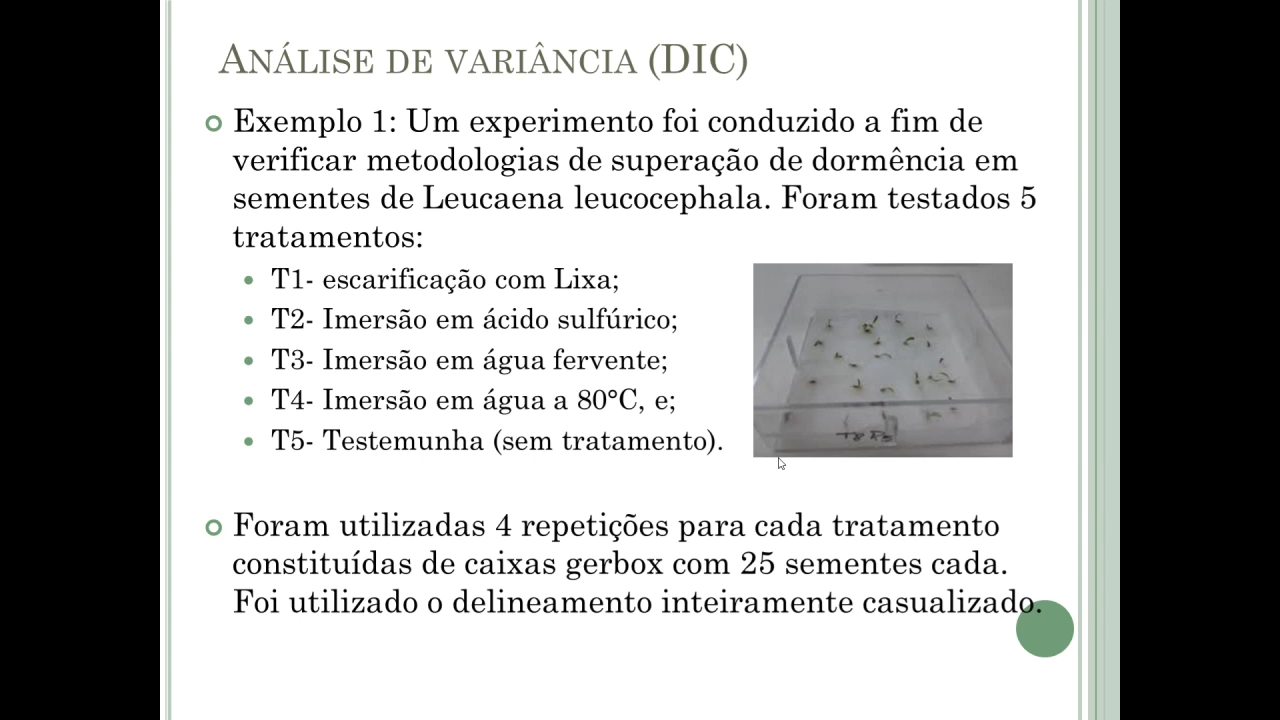 ANÁLISE DE VARIÂNCIA (DIC)
Exemplo 1: Um experimento foi conduzido a fim de
verificar metodologias de superação de dormência em
sementes de Leucaena leucocephala. Foram testados 5
tratamentos:
T1- escarificação com Lixa;
T2- Imersão em ácido sulfúrico;
T3- Imersão em água fervente;
T4- Imersão em água a 80°C, e;
T5- Testemunha (sem tratamento).
Foram utilizadas 4 repetições para cada tratamento
constituídas de caixas gerbox com 25 sementes cada.
Foi utilizado o delineamento inteiramente casualizado.